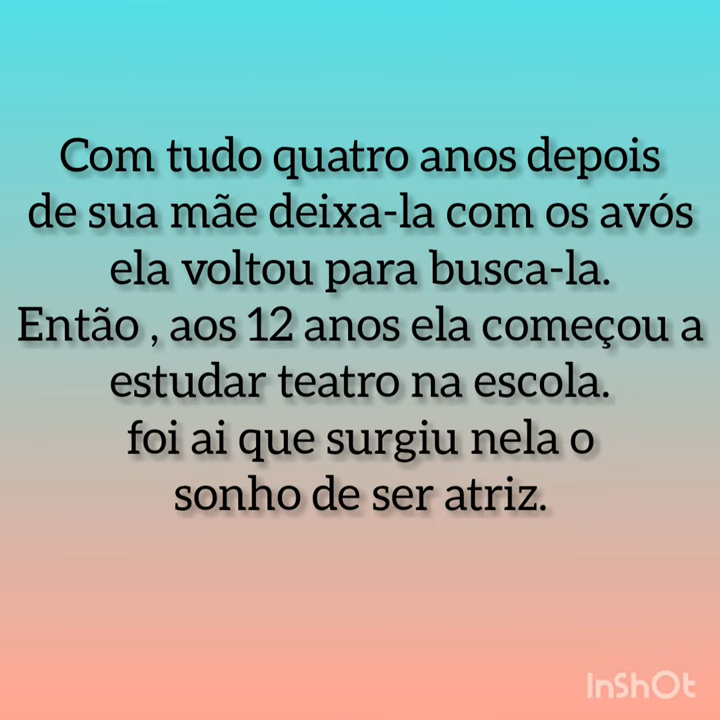 Com tudo quatro anos depois
de sua mãe deixa-la com os avós
ela voltou para busca-la.
Então , aos 12 anos ela começou a
estudar teatro na escola.
foi ai que surgiu nela o
sonho de ser atriz.
InShOt